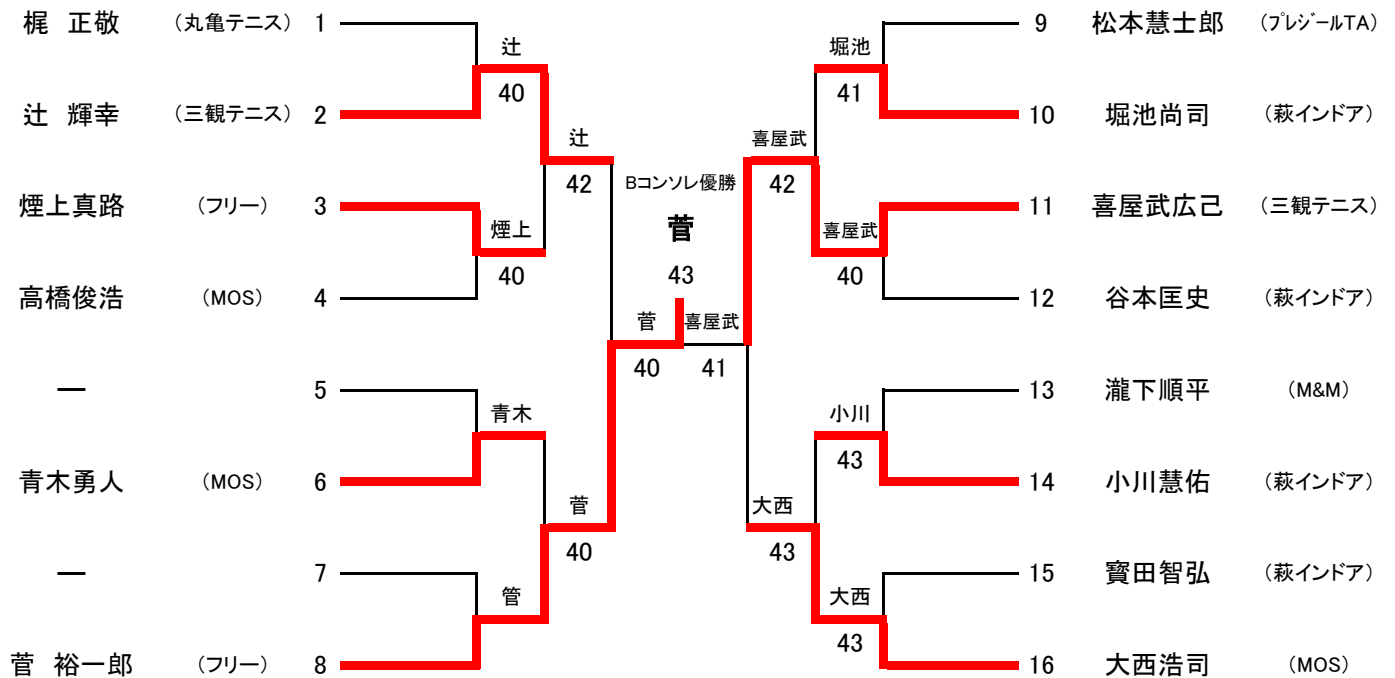 梶 正敬 (丸亀テニス) 1
辻
40
辻 輝幸 (三観テニス) 2
辻
42
煙上真路 (フリー) 3
煙上
40
高橋俊浩 (MOS) 4
— 5
青木
青木勇人 (MOS) 6
菅
40
— 7
管
菅 裕一郎 (フリー) 8
Bコンソレ優勝
菅
43
菅 喜屋武
40 41
9 松本慧士郎 (プレジールTA)
堀池
41
10 堀池尚司 (萩インドア)
喜屋武
42
11 喜屋武広己 (三観テニス)
喜屋武
40
12 谷本匡史 (萩インドア)
13 瀧下順平 (M&M)
小川
43
14 小川慧佑 (萩インドア)
大西
43
15 寳田智弘 (萩インドア)
大西
43
16 大西浩司 (MOS)